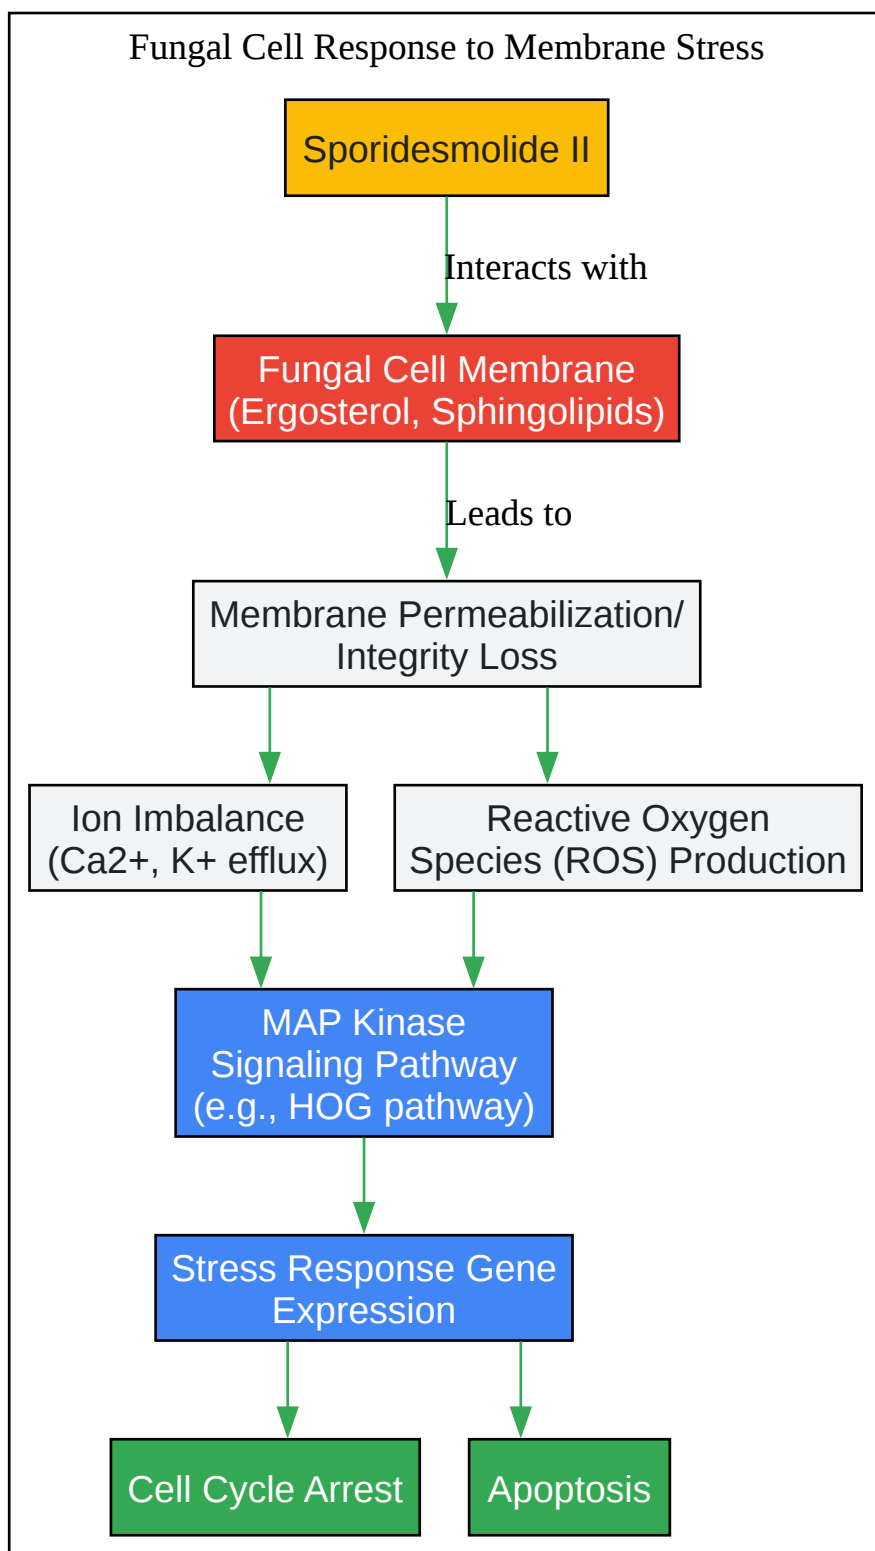 Fungal Cell Response to Membrane Stress
Sporidesmolide II
Interacts with
Fungal Cell Membrane
(Ergosterol, Sphingolipids)
Leads to
Membrane Permeabilization/
Integrity Loss
Ion Imbalance
(Ca2+, K+ efflux)
Reactive Oxygen
Species (ROS) Production
MAP Kinase
Signaling Pathway
(e.g., HOG pathway)
Stress Response Gene
Expression
Cell Cycle Arrest
Apoptosis